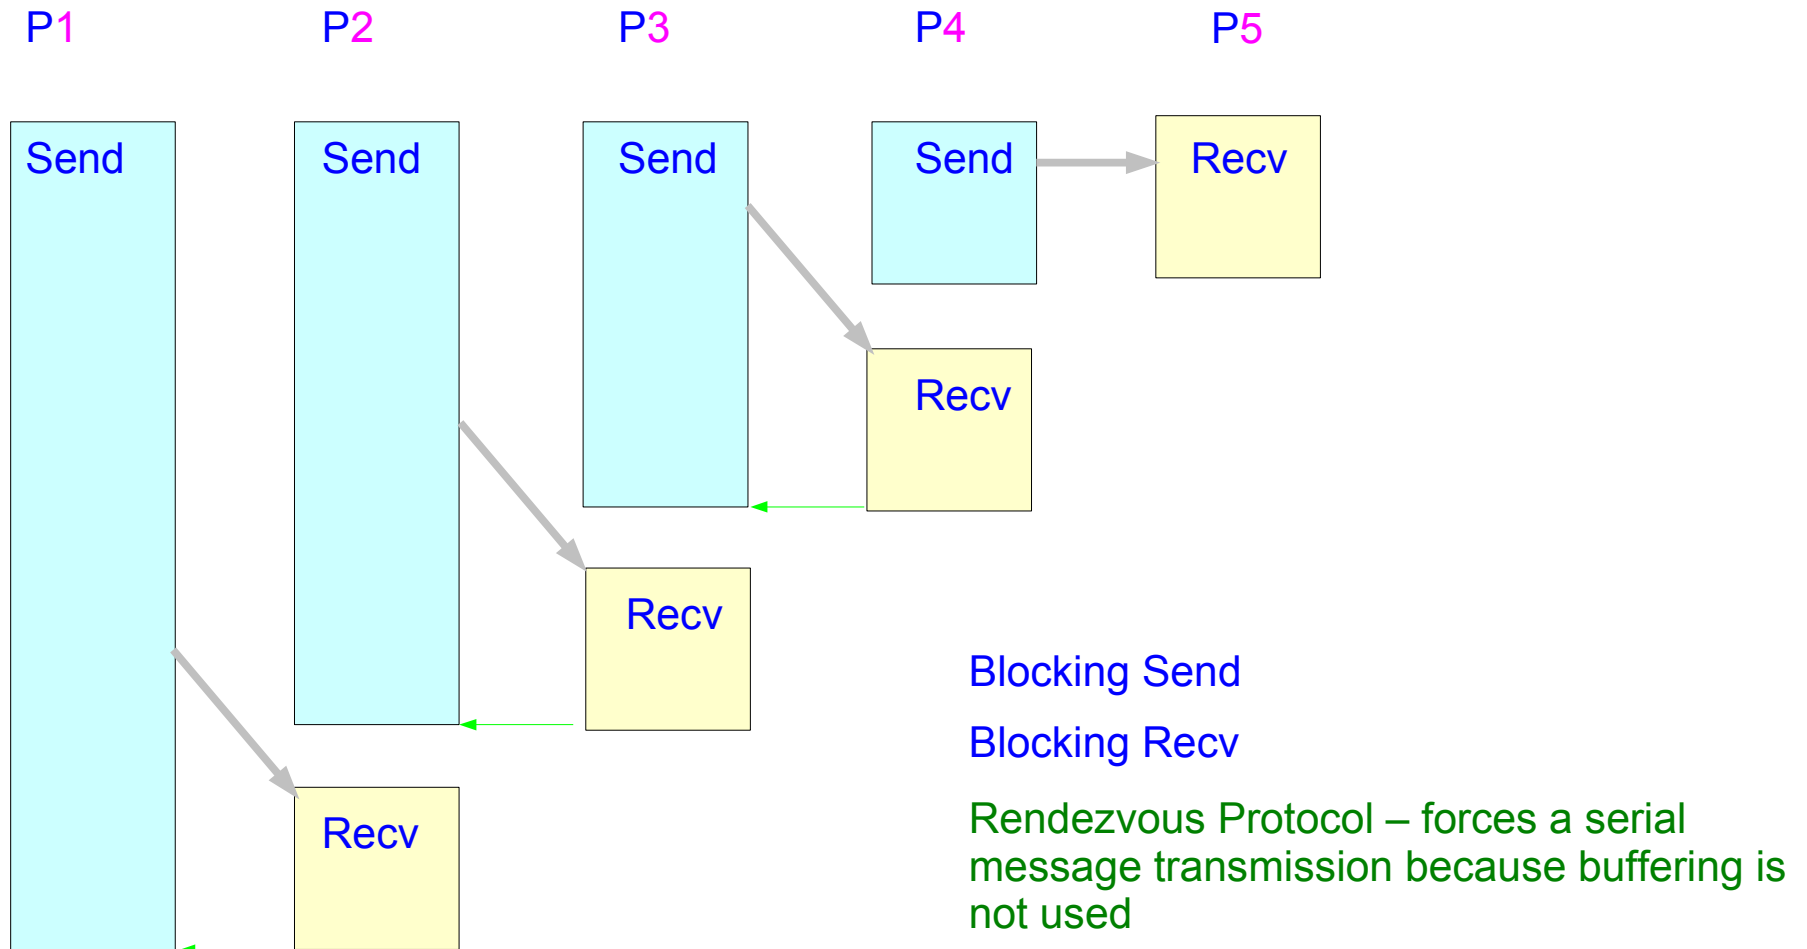 P1 P2 P3 P4 P5
Send Send Send Send Recv
Recv
Recv
Recv
Blocking Send
Blocking Recv
Rendezvous Protocol – forces a serial
message transmission because buffering is
not used